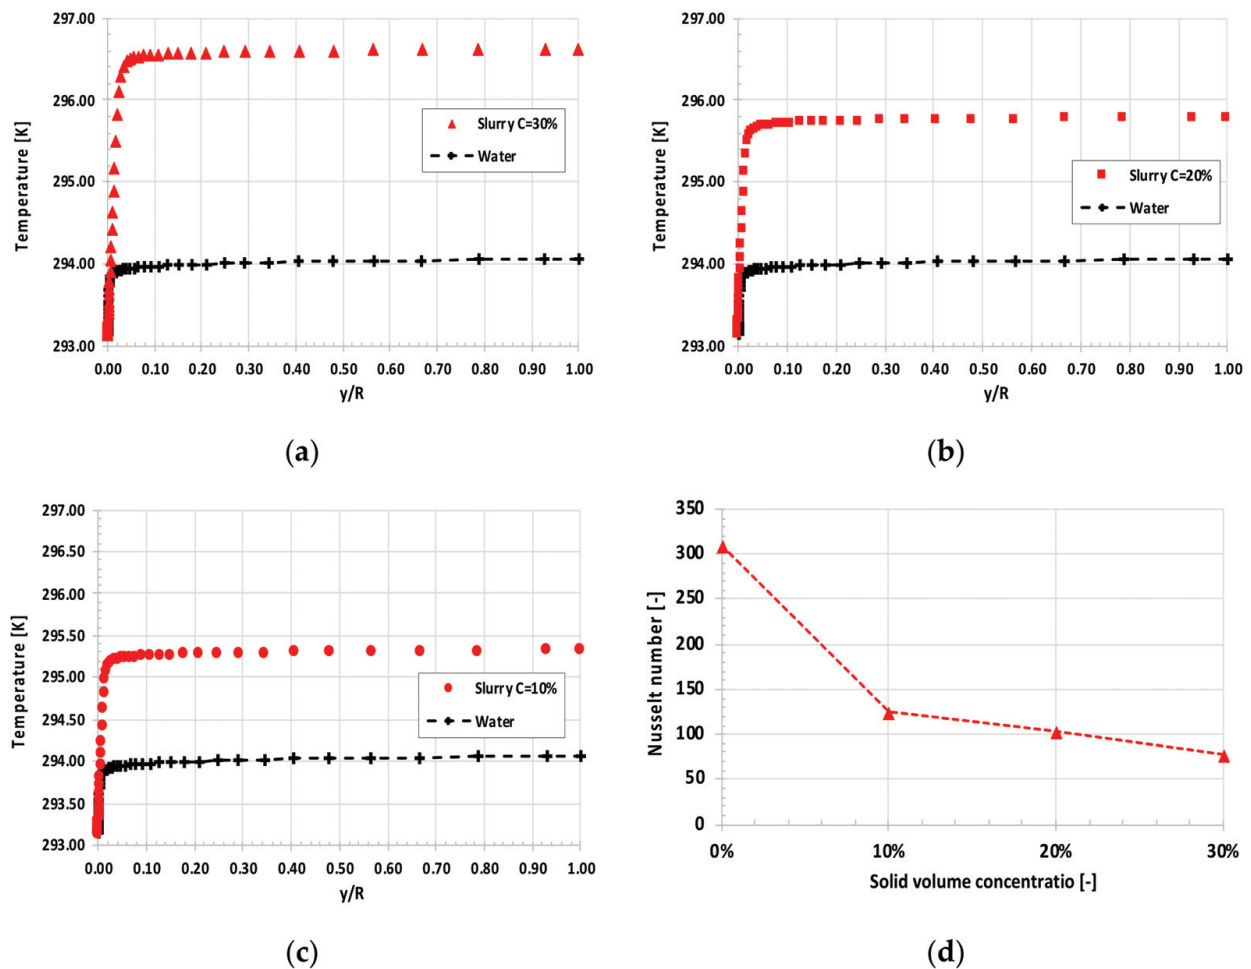 297.00
296.00
295.00
294.00
293.00
Temperature [K]
Slurry C=30%
Water
0.00 0.10 0.20 0.30 0.40 0.50 0.60 0.70 0.80 0.90 1.00
y/R
(a)
297.00
296.00
295.00
294.00
293.00
Temperature [K]
Slurry C=20%
Water
0.00 0.10 0.20 0.30 0.40 0.50 0.60 0.70 0.80 0.90 1.00
y/R
(b)
297.00
296.50
296.00
295.50
295.00
294.50
294.00
293.50
293.00
Temperature [K]
Slurry C=10%
Water
0.00 0.10 0.20 0.30 0.40 0.50 0.60 0.70 0.80 0.90 1.00
y/R
(c)
350
300
250
200
150
100
50
0
Nusselt number [-]
0% 10% 20% 30%
Solid volume concentratio [-]
(d)